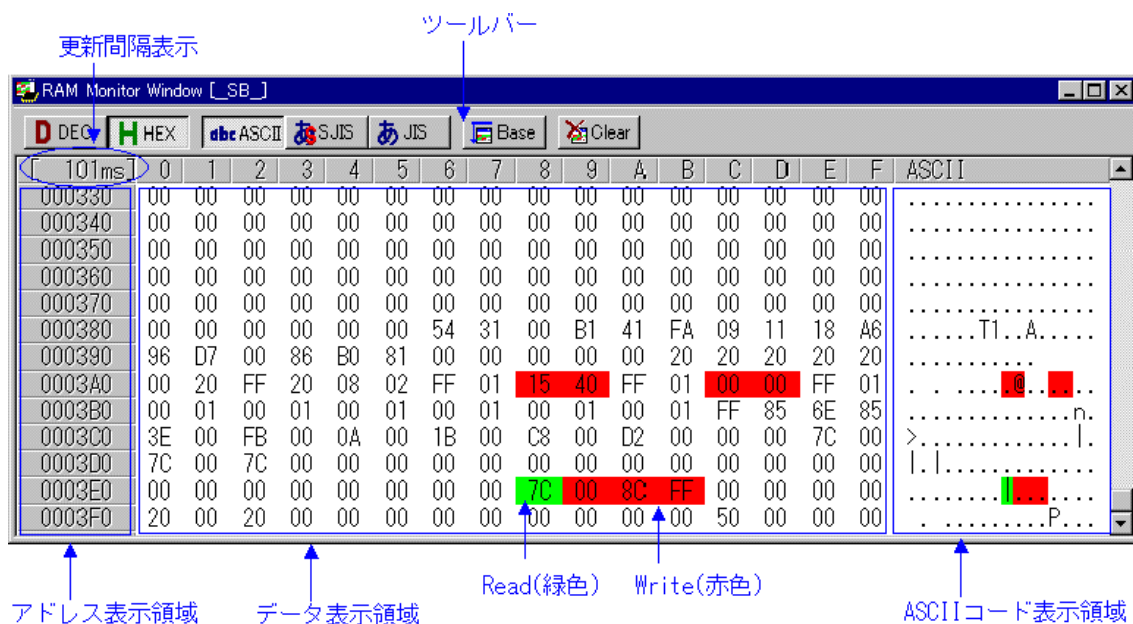 ツールバー
更新間隔表示
RAM Monitor Window [_SB_]
D DEC H HEX abc ASCII あS SJIS あ JIS Base Clear
[ 101ms] 0 1 2 3 4 5 6 7 8 9 A B C D E F ASCII
000330 00 00 00 00 00 00 00 00 00 00 00 00 00 00 00 00 ................
000340 00 00 00 00 00 00 00 00 00 00 00 00 00 00 00 00 ................
000350 00 00 00 00 00 00 00 00 00 00 00 00 00 00 00 00 ................
000360 00 00 00 00 00 00 00 00 00 00 00 00 00 00 00 00 ................
000370 00 00 00 00 00 00 00 00 00 00 00 00 00 00 00 00 ................
000380 00 00 00 00 00 00 54 31 00 B1 41 FA 09 11 18 A6 ......T1..A.....
000390 96 D7 00 86 B0 81 00 00 00 00 00 20 20 20 20 20 ...........
0003A0 00 20 FF 20 08 02 FF 01 15 40 FF 01 00 00 FF 01 . . .....@......
0003B0 00 01 00 01 00 01 00 01 00 01 00 01 FF 85 6E 85 ..............n.
0003C0 3E 00 FB 00 0A 00 1B 00 C8 00 D2 00 00 00 7C 00 >.............|.
0003D0 7C 00 7C 00 00 00 00 00 00 00 00 00 00 00 00 00 |.|.............
0003E0 00 00 00 00 00 00 00 00 7C 00 8C FF 00 00 00 00 ........|.......
0003F0 20 00 20 00 00 00 00 00 00 00 00 00 50 00 00 00 . .........P...
Read(緑色) Write(赤色)
アドレス表示領域 データ表示領域 ASCIIコード表示領域